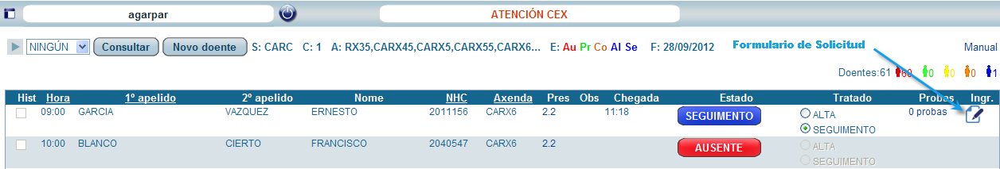 agarpar ATENCIÓN CEX
NINGÚN Consultar Novo doente S: CARC C: 1 A: RX35,CARX45,CARX5,CARX55,CARX6... E: Au Pr Co Al Se F: 28/09/2012 Formulario de Solicitud Manual
Doentes:61 60 0 0 0 1
Hist Hora 1º apelido 2º apelido Nome NHC Axenda Pres Obs Chegada Estado Tratado Probas Ingr.
09:00 GARCIA VAZQUEZ ERNESTO 2011156 CARX6 2.2 11:18 SEGUIMENTO ALTA 0 probas
SEGUIMENTO
10:00 BLANCO CIERTO FRANCISCO 2040547 CARX6 2.2 AUSENTE ALTA
SEGUIMENTO